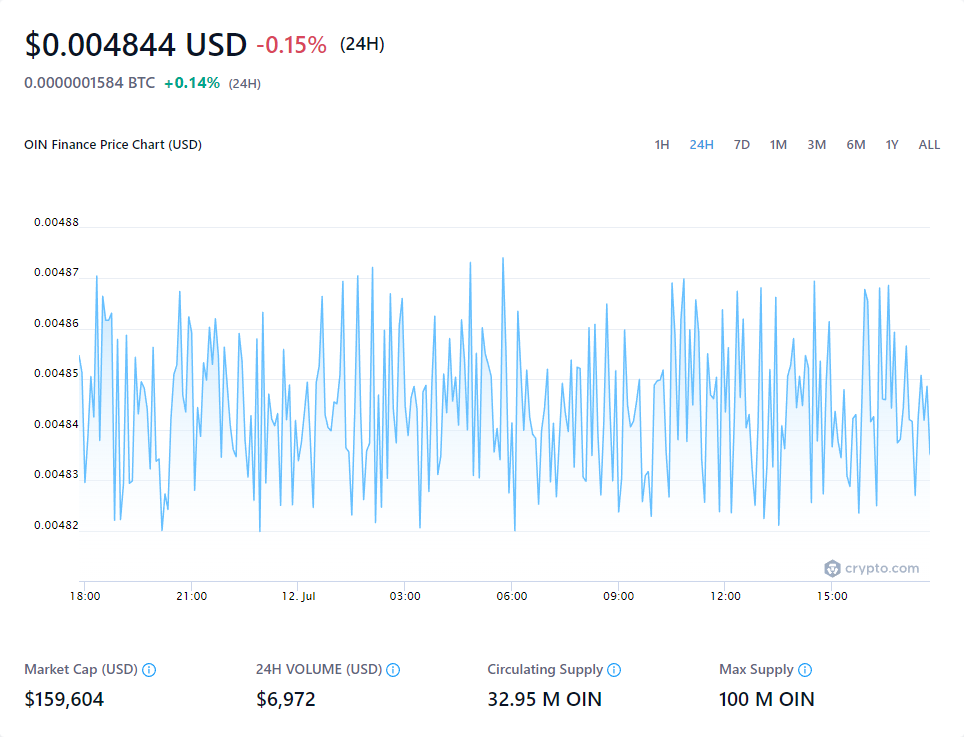 $0.004844 USD -0.15% (24H)
0.0000001584 BTC +0.14% (24H)
OIN Finance Price Chart (USD) 1H 24H 7D 1M 3M 6M 1Y ALL
0.00488
0.00487
0.00486
0.00485
0.00484
0.00483
0.00482
crypto.com
18:00 21:00 12. Jul 03:00 06:00 09:00 12:00 15:00
Market Cap (USD) 24H VOLUME (USD) Circulating Supply Max Supply
$159,604 $6,972 32.95 M OIN 100 M OIN